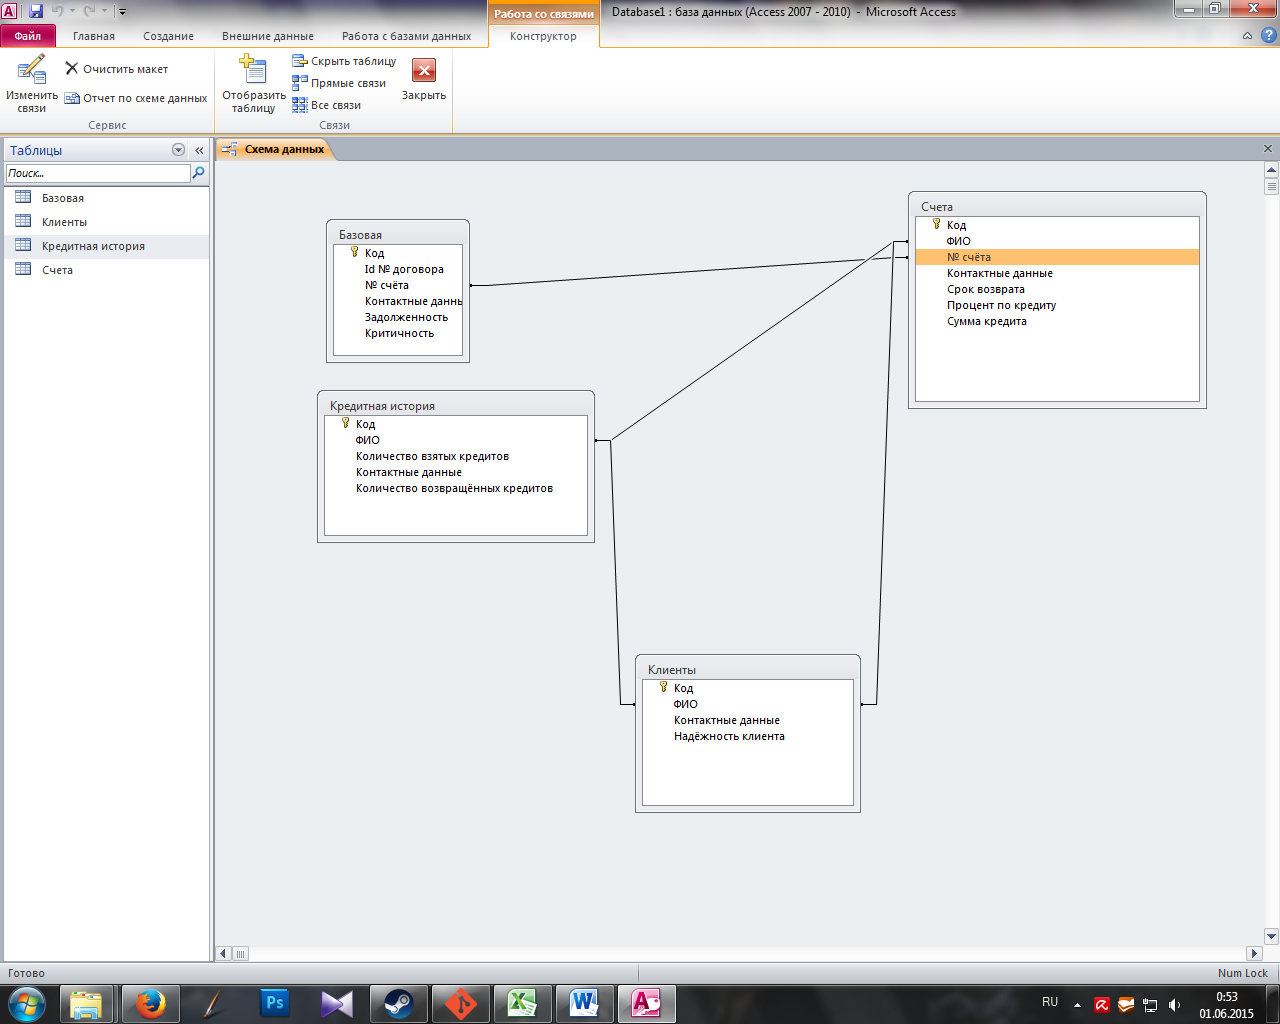 Работа со связями
Database1 : база данных (Access 2007 - 2010) - Microsoft Access
Файл
Главная
Создание
Внешние данные
Работа с базами данных
Конструктор
Изменить связи
Очистить макет
Отчет по схеме данных
Сервис
Отобразить таблицу
Скрыть таблицу
Прямые связи
Все связи
Закрыть
Связи
Таблицы
Поиск...
Базовая
Клиенты
Кредитная история
Счета
Схема данных
Базовая
Код
Id № договора
№ счёта
Контактные даннь
Задолженность
Критичность
Кредитная история
Код
ФИО
Количество взятых кредитов
Контактные данные
Количество возвращённых кредитов
Счета
Код
ФИО
№ счёта
Контактные данные
Срок возврата
Процент по кредиту
Сумма кредита
Клиенты
Код
ФИО
Контактные данные
Надёжность клиента
Готово
Num Lock
Ps
RU
0:53
01.06.2015